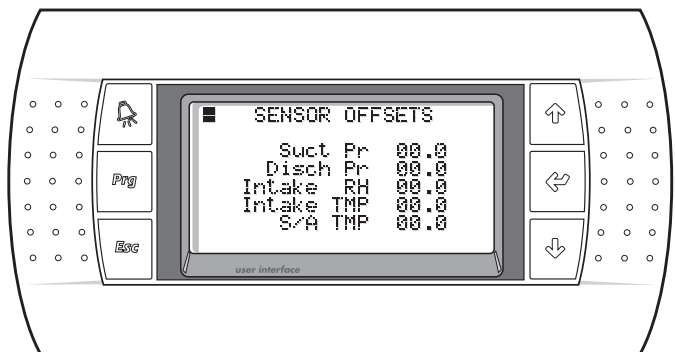 SENSOR OFFSETS
Suct Pr 00.0
Disch Pr 00.0
Intake RH 00.0
Intake TMP 00.0
S/A TMP 00.0
Prg
Esc
user interface